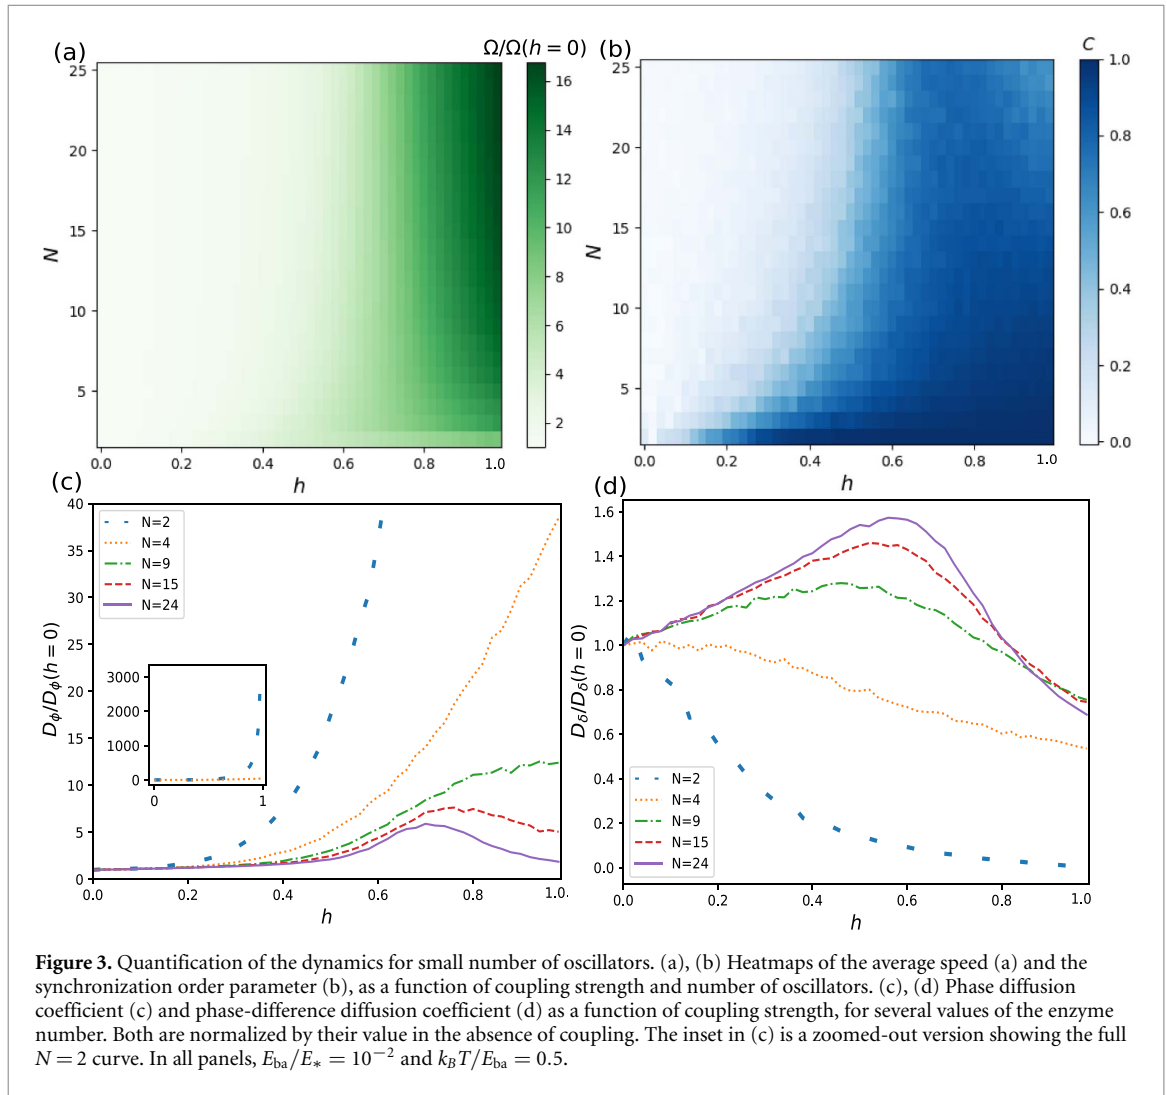 (a)
Ω/Ω(h = 0)
25
20
15
10
5
N
0.0 0.2 0.4 0.6 0.8 1.0
h
16
14
12
10
8
6
4
2
(b)
C
25
20
15
10
5
N
0.0 0.2 0.4 0.6 0.8 1.0
h
1.0
0.8
0.6
0.4
0.2
0.0
(c)
40
35
30
25
20
15
10
5
0
D_ϕ/D_ϕ(h = 0)
N=2
N=4
N=9
N=15
N=24
3000
2000
1000
0
0 1
0.0 0.2 0.4 0.6 0.8 1.0.
h
(d)
1.6
1.4
1.2
1.0
0.8
0.6
0.4
0.2
0.0
D_δ/D_δ(h = 0)
N=2
N=4
N=9
N=15
N=24
0.0 0.2 0.4 0.6 0.8 1.0
h
Figure 3. Quantification of the dynamics for small number of oscillators. (a), (b) Heatmaps of the average speed (a) and the
synchronization order parameter (b), as a function of coupling strength and number of oscillators. (c), (d) Phase diffusion
coefficient (c) and phase-difference diffusion coefficient (d) as a function of coupling strength, for several values of the enzyme
number. Both are normalized by their value in the absence of coupling. The inset in (c) is a zoomed-out version showing the full
N = 2 curve. In all panels, E_ba/E_* = 10^−2 and k_BT/E_ba = 0.5.